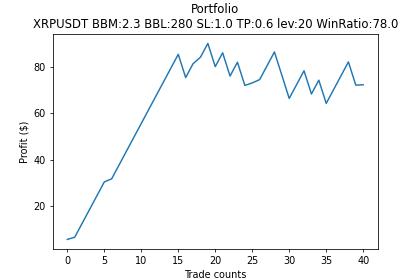 Portfolio
XRPUSDT BBM:2.3 BBL:280 SL:1.0 TP:0.6 lev:20 WinRatio:78.0
80
60
40
20
Profit ($)
0 5 10 15 20 25 30 35 40
Trade counts